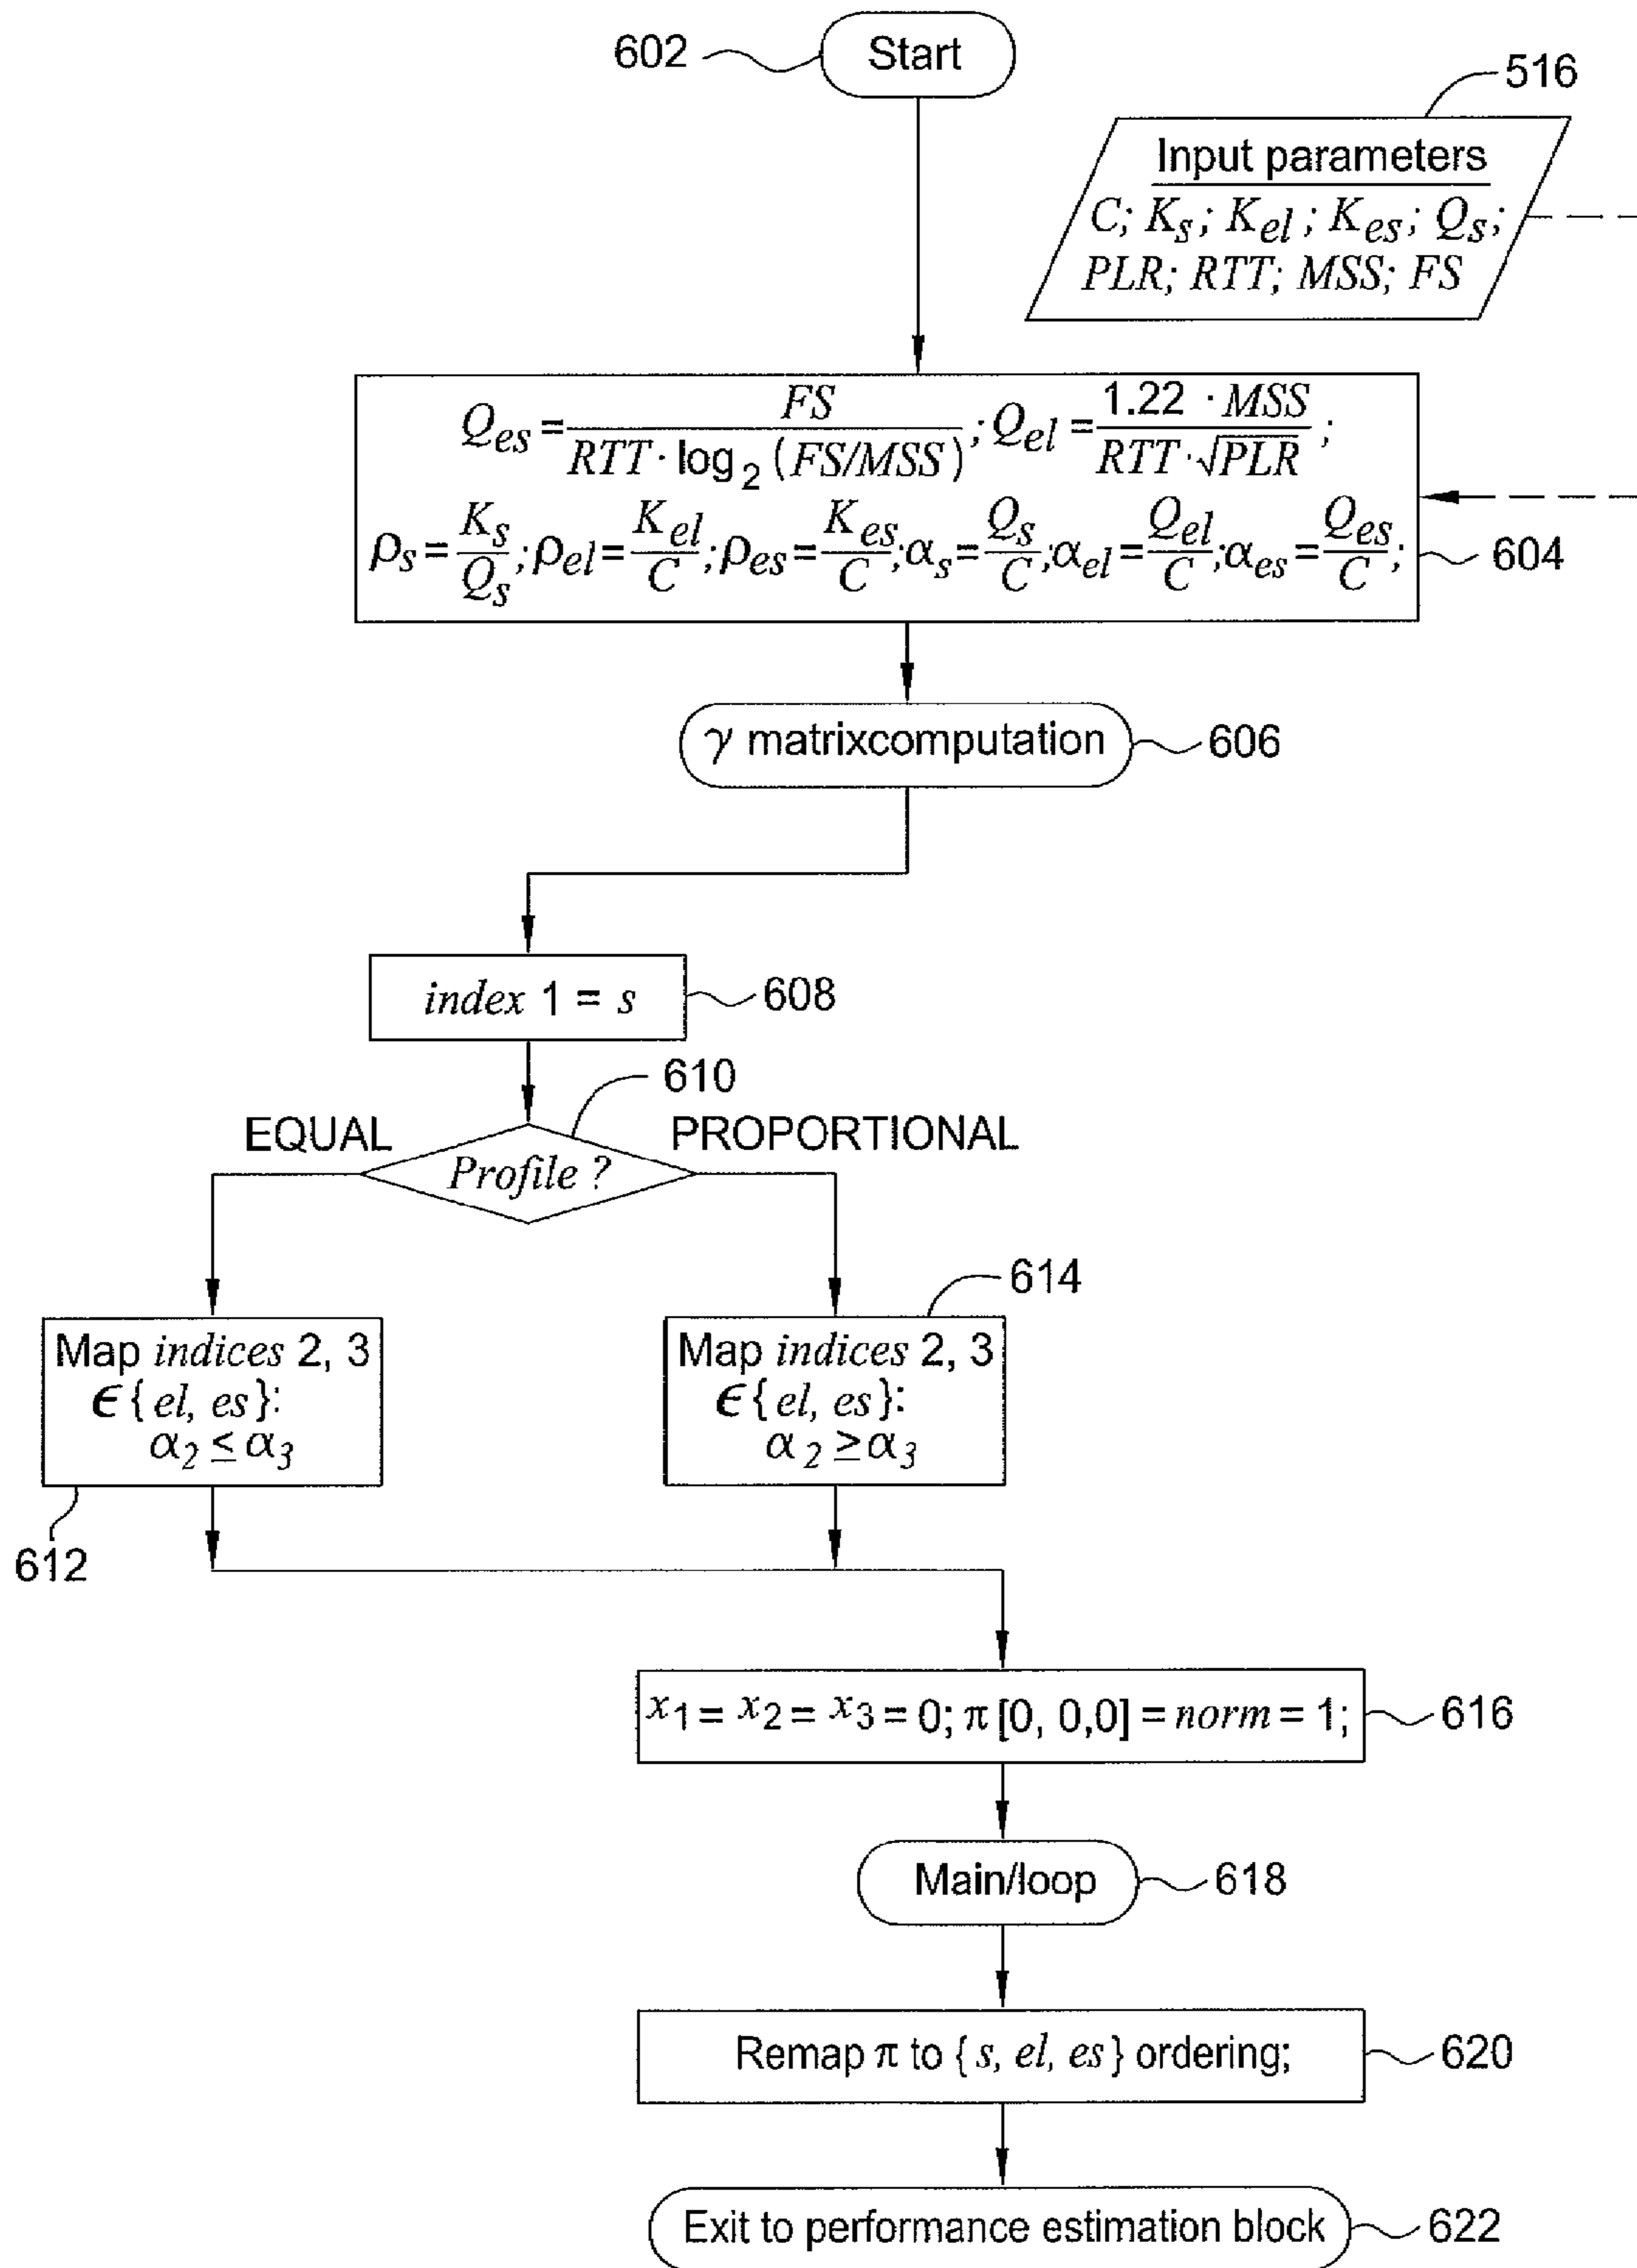 602 Start
516
Input parameters
C; K_s; K_el; K_es; Q_s;
PLR; RTT; MSS; FS
Q_es = FS / (RTT · log_2 (FS/MSS)); Q_el = 1.22 · MSS / (RTT · √PLR);
ρ_s = K_s/Q_s; ρ_el = K_el/C; ρ_es = K_es/C; α_s = Q_s/C; α_el = Q_el/C; α_es = Q_es/C;
604
γ matrixcomputation 606
index 1 = s 608
610
EQUAL PROPORTIONAL
Profile ?
614
Map indices 2, 3
ϵ{el, es}:
α_2 ≤ α_3
612
Map indices 2, 3
ϵ{el, es}:
α_2 ≥ α_3
x_1 = x_2 = x_3 = 0; π [0, 0,0] = norm = 1; 616
Main/loop 618
Remap π to {s, el, es} ordering; 620
Exit to performance estimation block 622